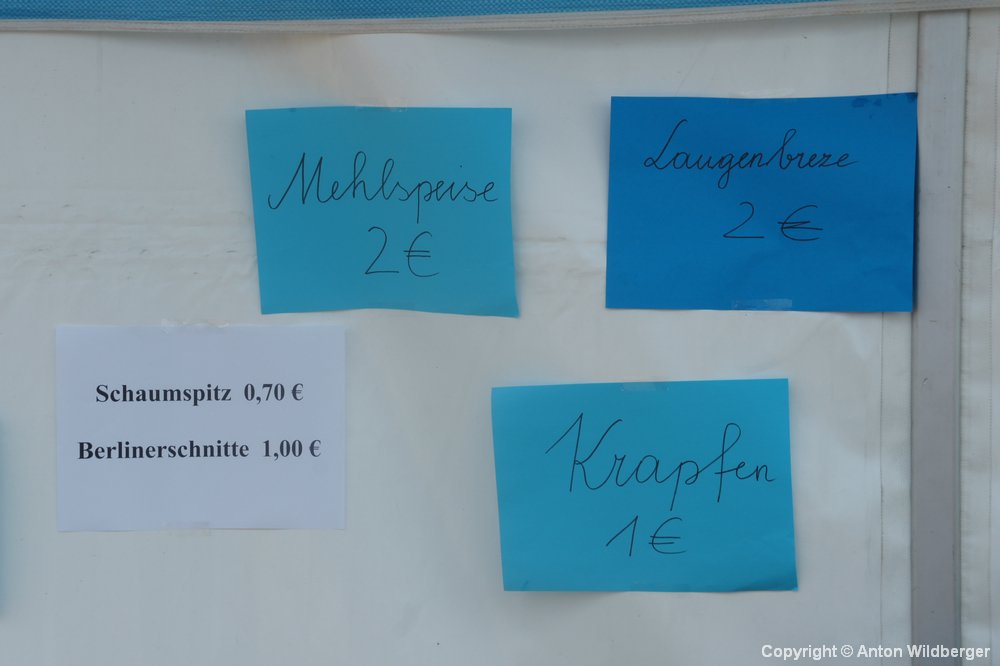 Mehlspeise
2 €
Laugenbreze
2 €
Schaumspitz 0,70 €
Berlinerschnitte 1,00 €
Krapfen
1 €
Copyright © Anton Wildberger